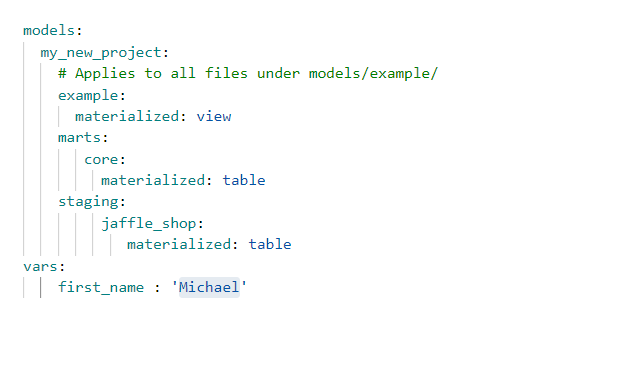 models:
my_new_project:
# Applies to all files under models/example/
example:
materialized: view
marts:
core:
materialized: table
staging:
jaffle_shop:
materialized: table
vars:
first_name : 'Michael'